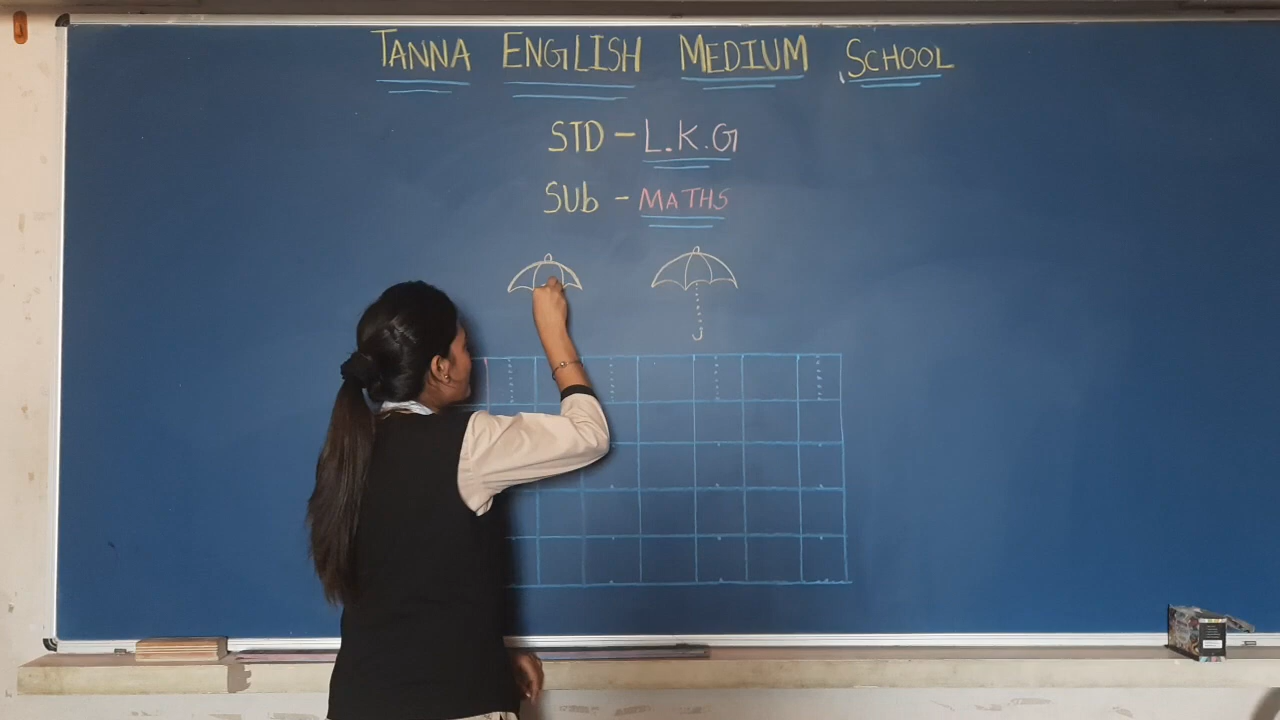 TANNA ENGLISH MEDIUM SCHOOL
STD - L.K.G
SUb - MATHS